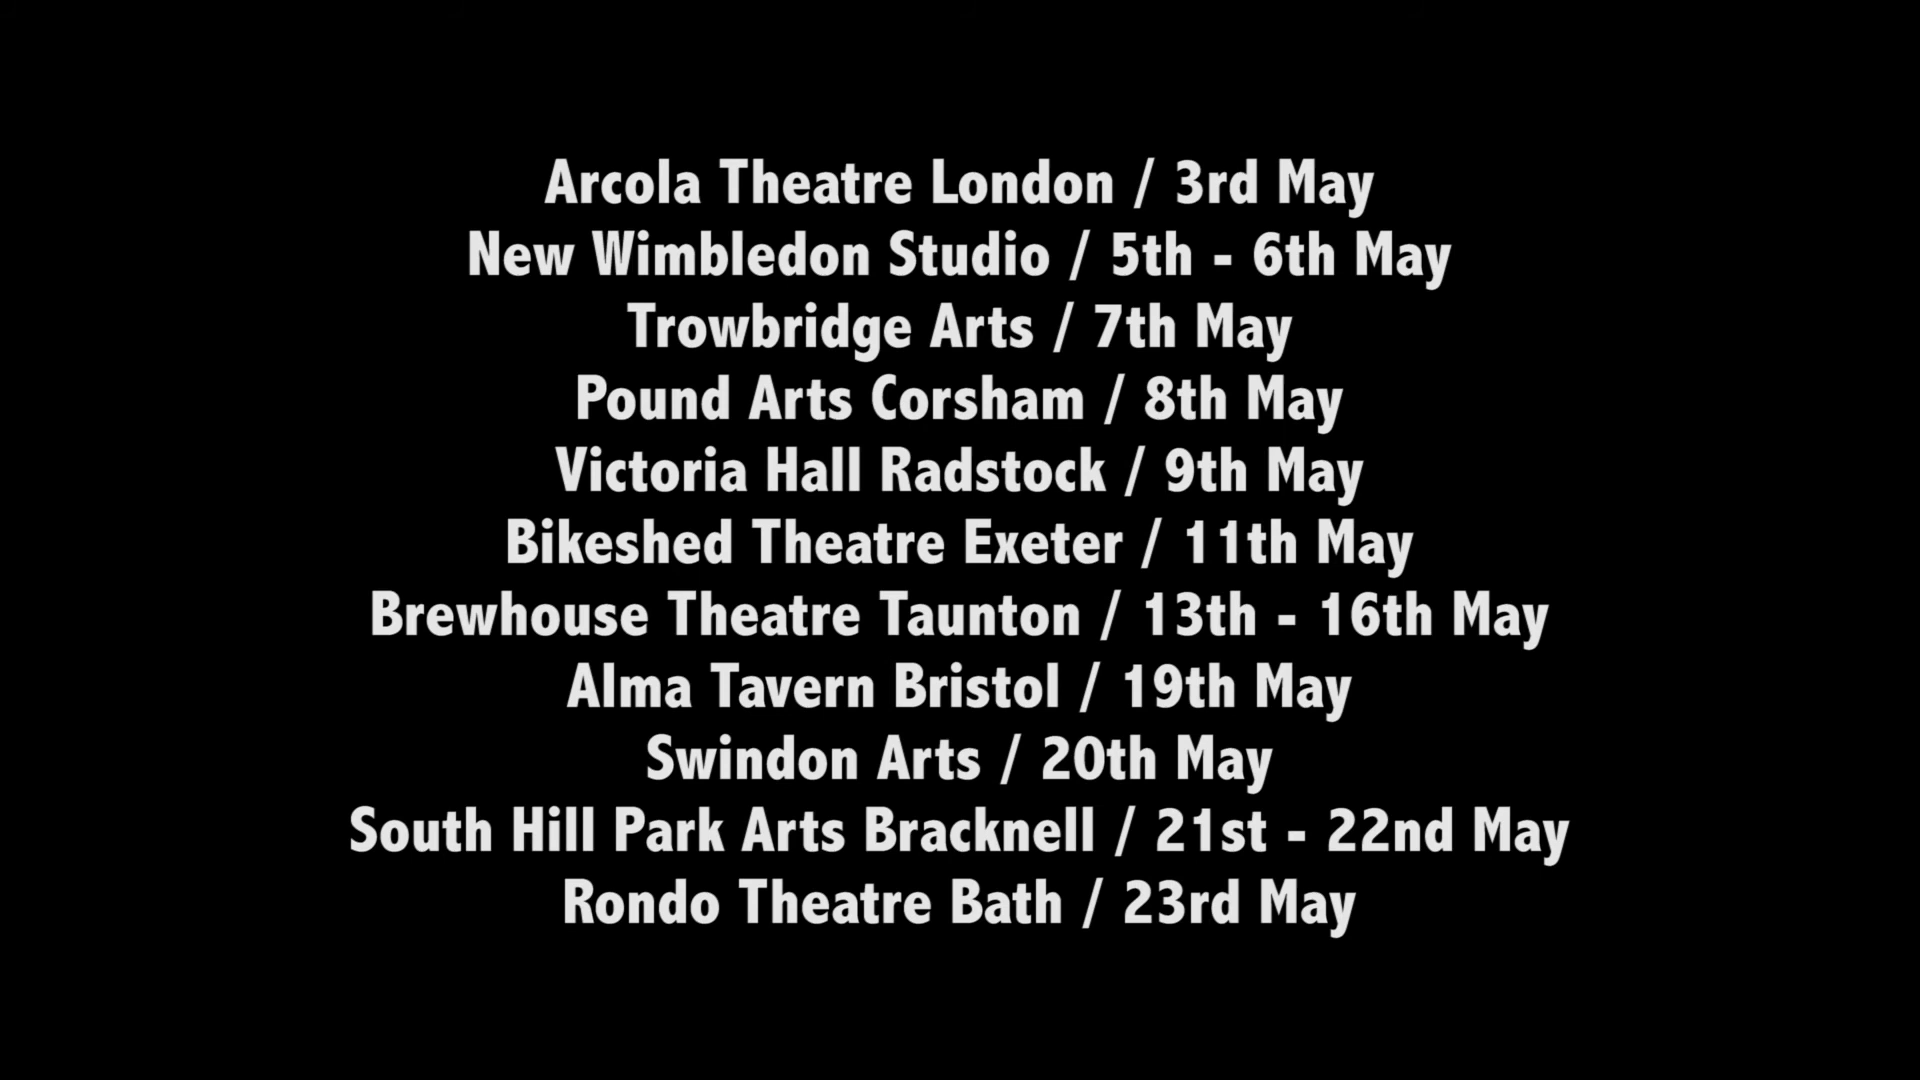 Arcola Theatre London / 3rd May
New Wimbledon Studio / 5th - 6th May
Trowbridge Arts / 7th May
Pound Arts Corsham / 8th May
Victoria Hall Radstock / 9th May
Bikeshed Theatre Exeter / 11th May
Brewhouse Theatre Taunton / 13th - 16th May
Alma Tavern Bristol / 19th May
Swindon Arts / 20th May
South Hill Park Arts Bracknell / 21st - 22nd May
Rondo Theatre Bath / 23rd May